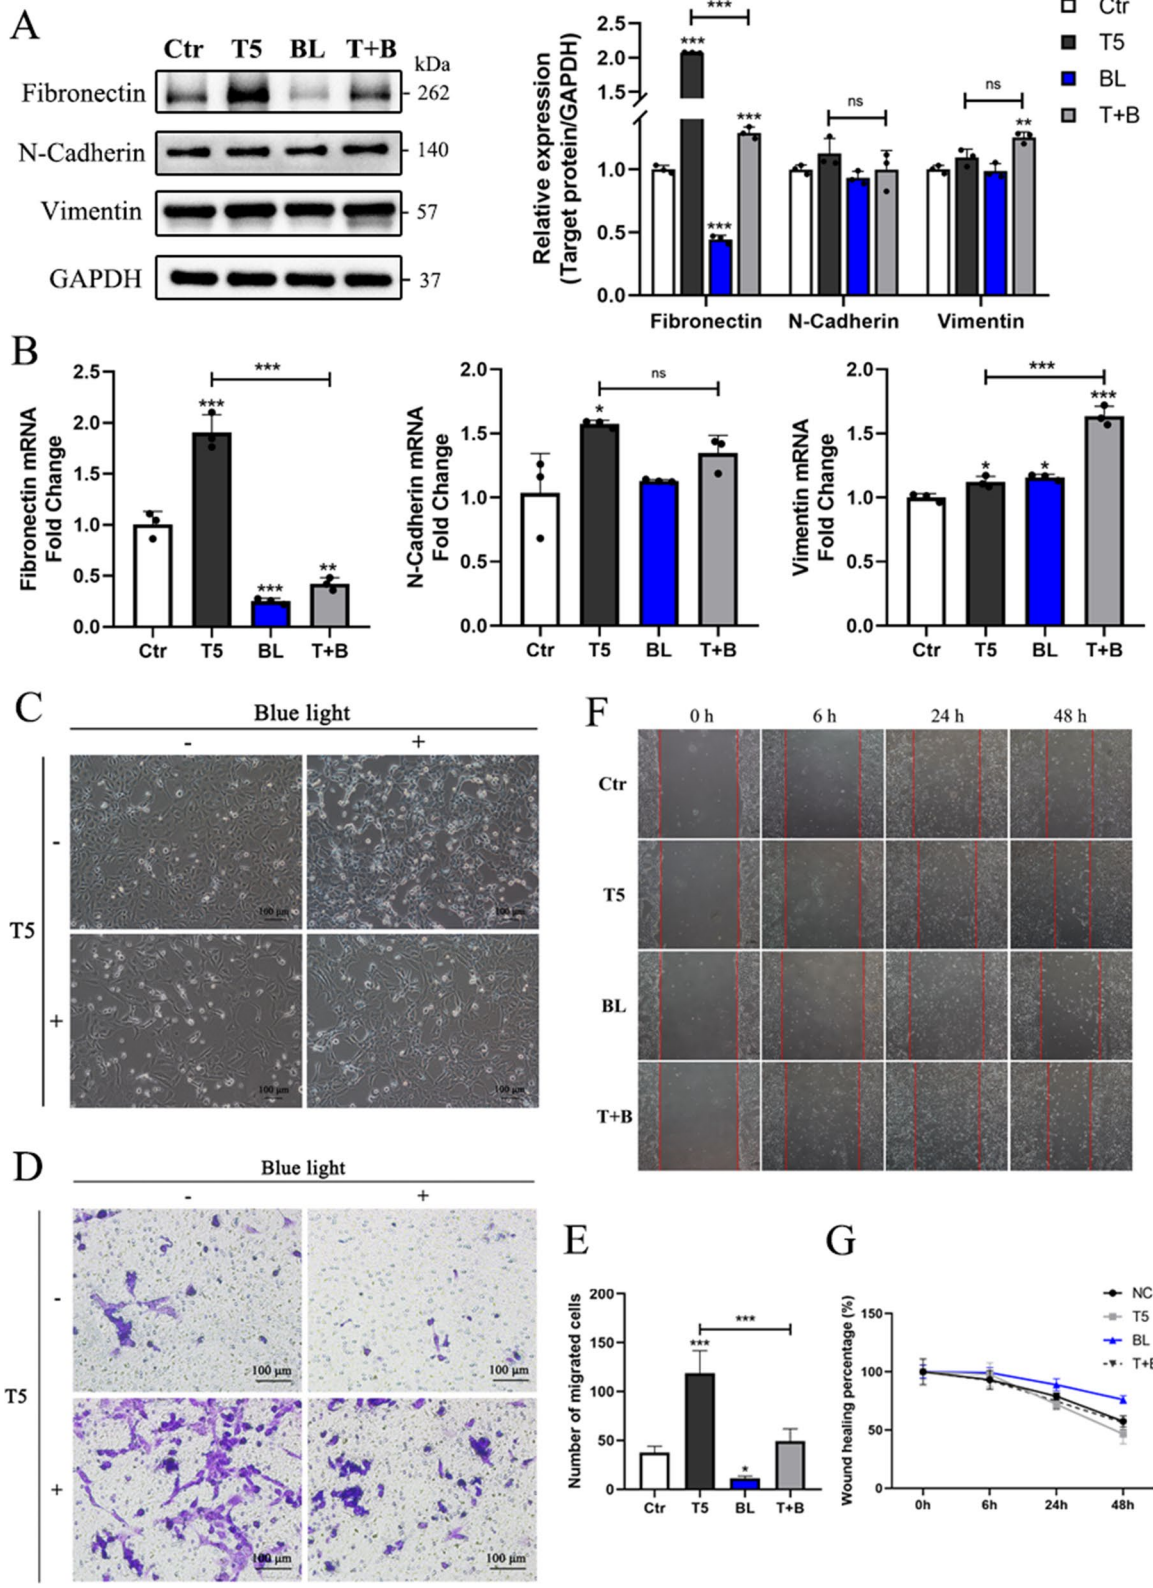 A
Ctr T5 BL T+B
kDa
Fibronectin 262
N-Cadherin 140
Vimentin 57
GAPDH 37
Relative expression
(Target protein/GAPDH)
2.5
2.0
1.5
1.0
0.5
0.0
***
***
***
***
ns
ns
**
Fibronectin N-Cadherin Vimentin
Ctr
T5
BL
T+B
B
Fibronectin mRNA
Fold Change
2.5
2.0
1.5
1.0
0.5
0.0
***
***
***
**
Ctr T5 BL T+B
N-Cadherin mRNA
Fold Change
2.0
1.5
1.0
0.5
0.0
ns
*
Ctr T5 BL T+B
Vimentin mRNA
Fold Change
2.0
1.5
1.0
0.5
0.0
***
***
*
*
Ctr T5 BL T+B
C
Blue light
- +
T5
-
+
100 μm
100 μm
100 μm
100 μm
D
Blue light
- +
T5
-
+
100 μm
100 μm
100 μm
100 μm
F
0 h 6 h 24 h 48 h
Ctr
T5
BL
T+B
E
Number of migrated cells
200
150
100
50
0
***
***
*
Ctr T5 BL T+B
G
Wound healing percentage (%)
150
100
50
0
0h 6h 24h 48h
NC
T5
BL
T+B